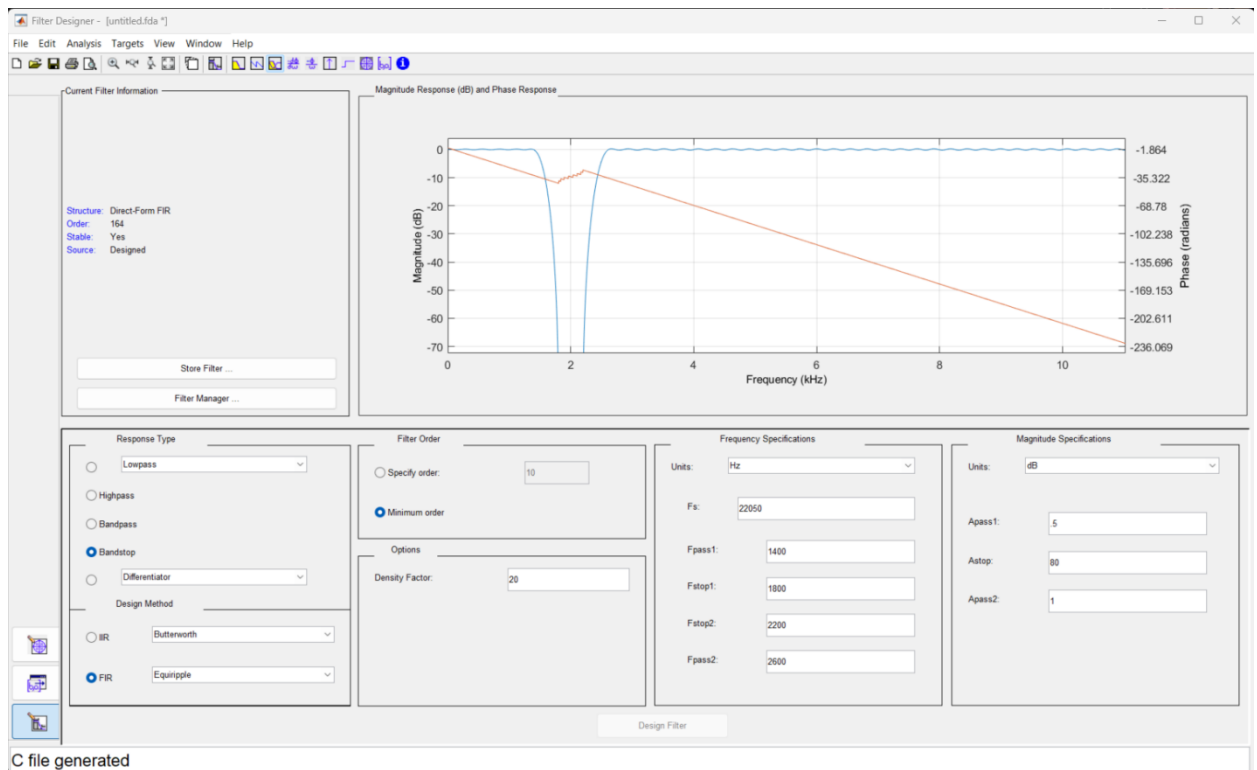 Filter Designer - [untitled.fda *]
File Edit Analysis Targets View Window Help
Current Filter Information
Structure: Direct-Form FIR
Order: 164
Stable: Yes
Source: Designed
Store Filter ...
Filter Manager ...
Magnitude Response (dB) and Phase Response
Magnitude (dB)
0
-10
-20
-30
-40
-50
-60
-70
0 2 4 6 8 10
Frequency (kHz)
-1.864
-35.322
-68.78
-102.238
-135.696
-169.153
-202.611
-236.069
Phase (radians)
Response Type
Lowpass
Highpass
Bandpass
Bandstop
Differentiator
Design Method
IIR Butterworth
FIR Equiripple
Filter Order
Specify order: 10
Minimum order
Options
Density Factor: 20
Frequency Specifications
Units: Hz
Fs: 22050
Fpass1: 1400
Fstop1: 1800
Fstop2: 2200
Fpass2: 2600
Magnitude Specifications
Units: dB
Apass1: .5
Astop: 80
Apass2: 1
Design Filter
C file generated